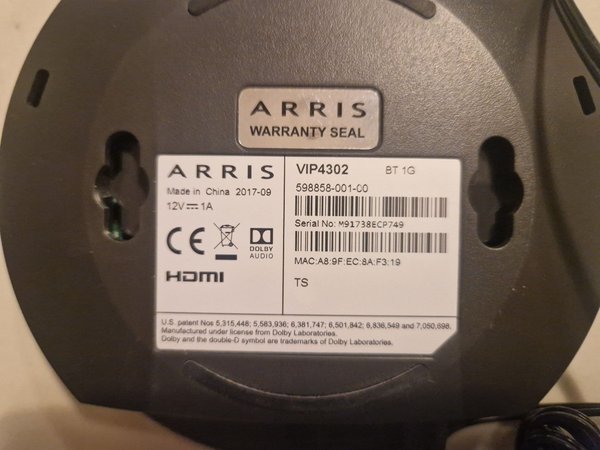 ARRIS
WARRANTY SEAL
ARRIS
Made in China 2017-09
12V⎓1A
CE
DOLBY
AUDIO
HDMI
VIP4302 BT 1G
598858-001-00
Serial No: M91738ECP749
MAC:A8:9F:EC:8A:F3:19
TS
U.S. patent Nos 5,315,448; 5,583,936; 6,381,747; 6,501,842; 6,836,549 and 7,050,698.
Manufactured under license from Dolby Laboratories.
Dolby and the double-D symbol are trademarks of Dolby Laboratories.